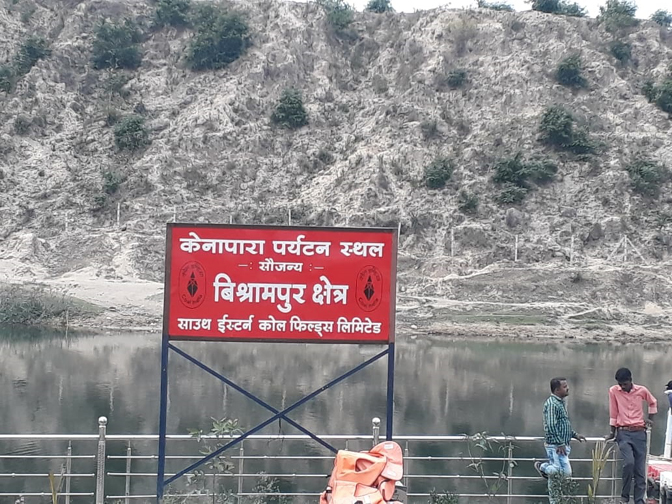 केनापारा पर्यटन स्थल
-: सौजन्य :-
बिश्रामपुर क्षेत्र
साउथ ईस्टर्न कोल फिल्ड्स लिमिटेड